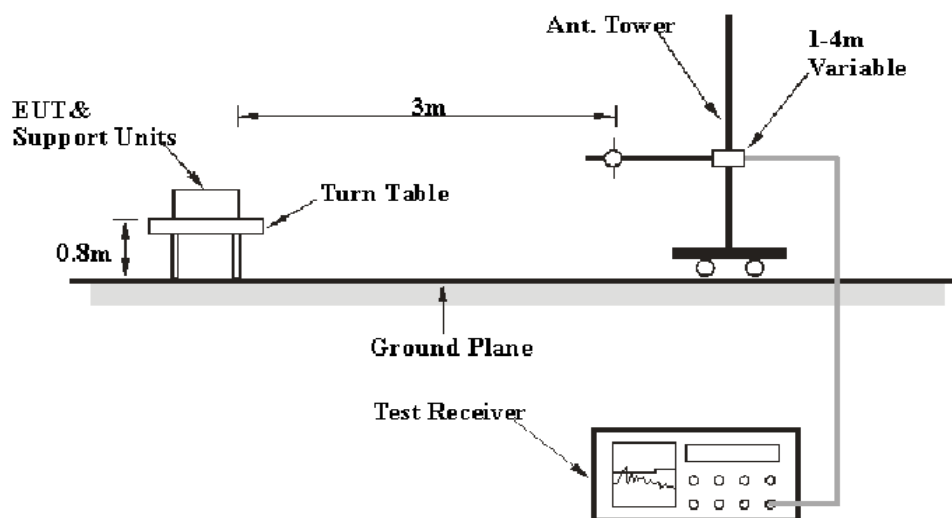 Ant. Tower
1-4m
Variable
EUT&
Support Units
3m
Turn Table
0.8m
Ground Plane
Test Receiver